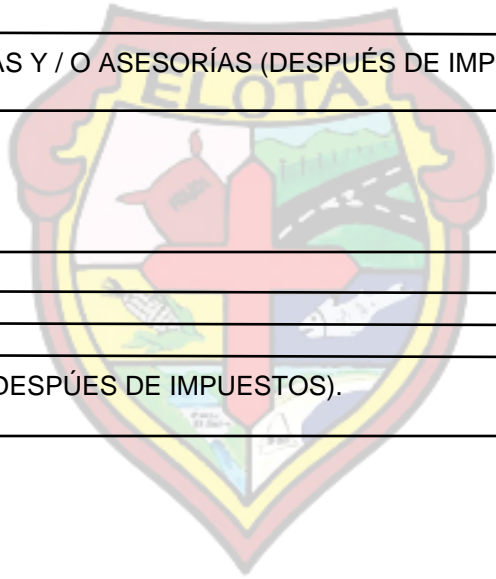 AS Y / O ASESORÍAS (DESPUÉS DE IMP
ELOTA
DESPÚES DE IMPUESTOS).